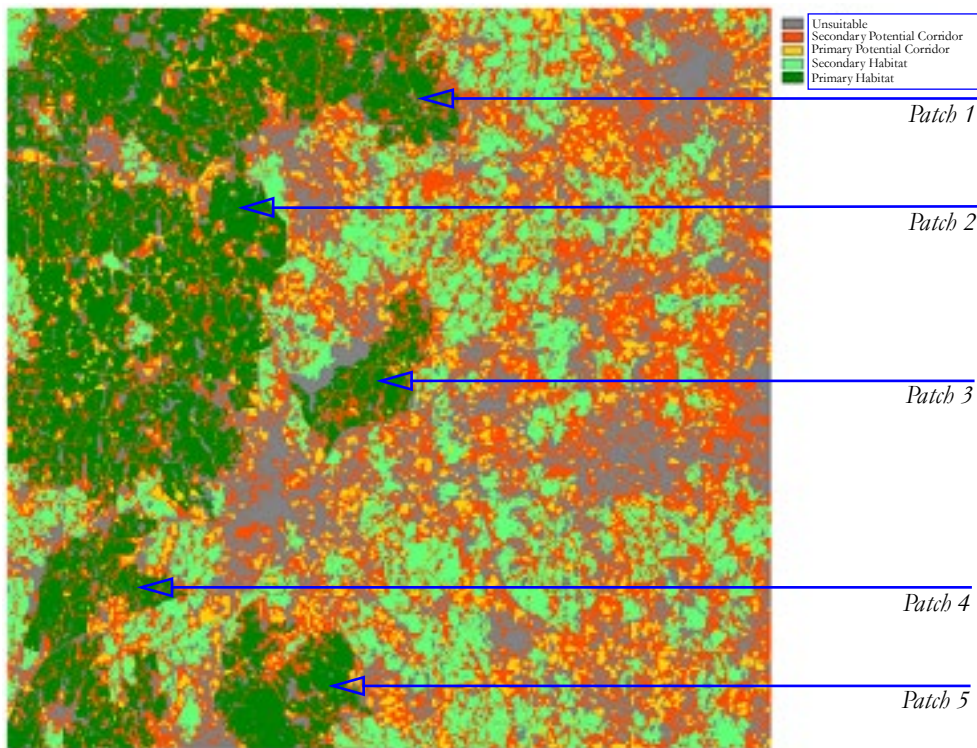 Unsuitable
Secondary Potential Corridor
Primary Potential Corridor
Secondary Habitat
Primary Habitat
Patch 1
Patch 2
Patch 3
Patch 4
Patch 5